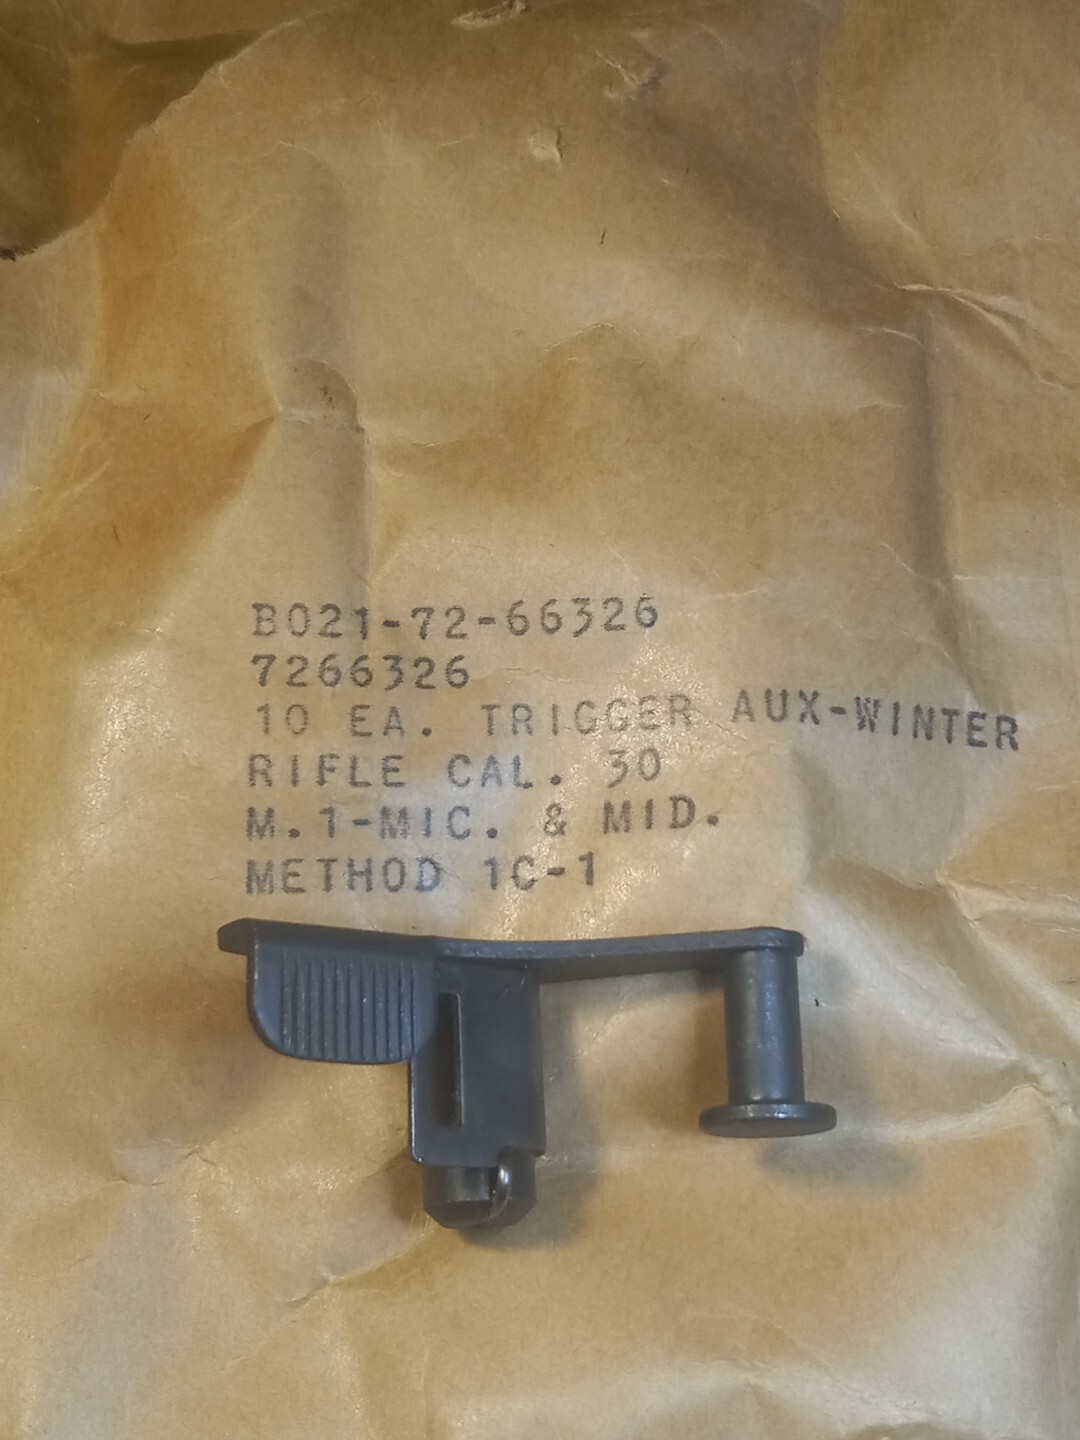 B021-72-66326
7266326
10 EA. TRIGGER AUX-WINTER
RIFLE CAL. 30
M.1-MIC. & MID.
METHOD 1C-1